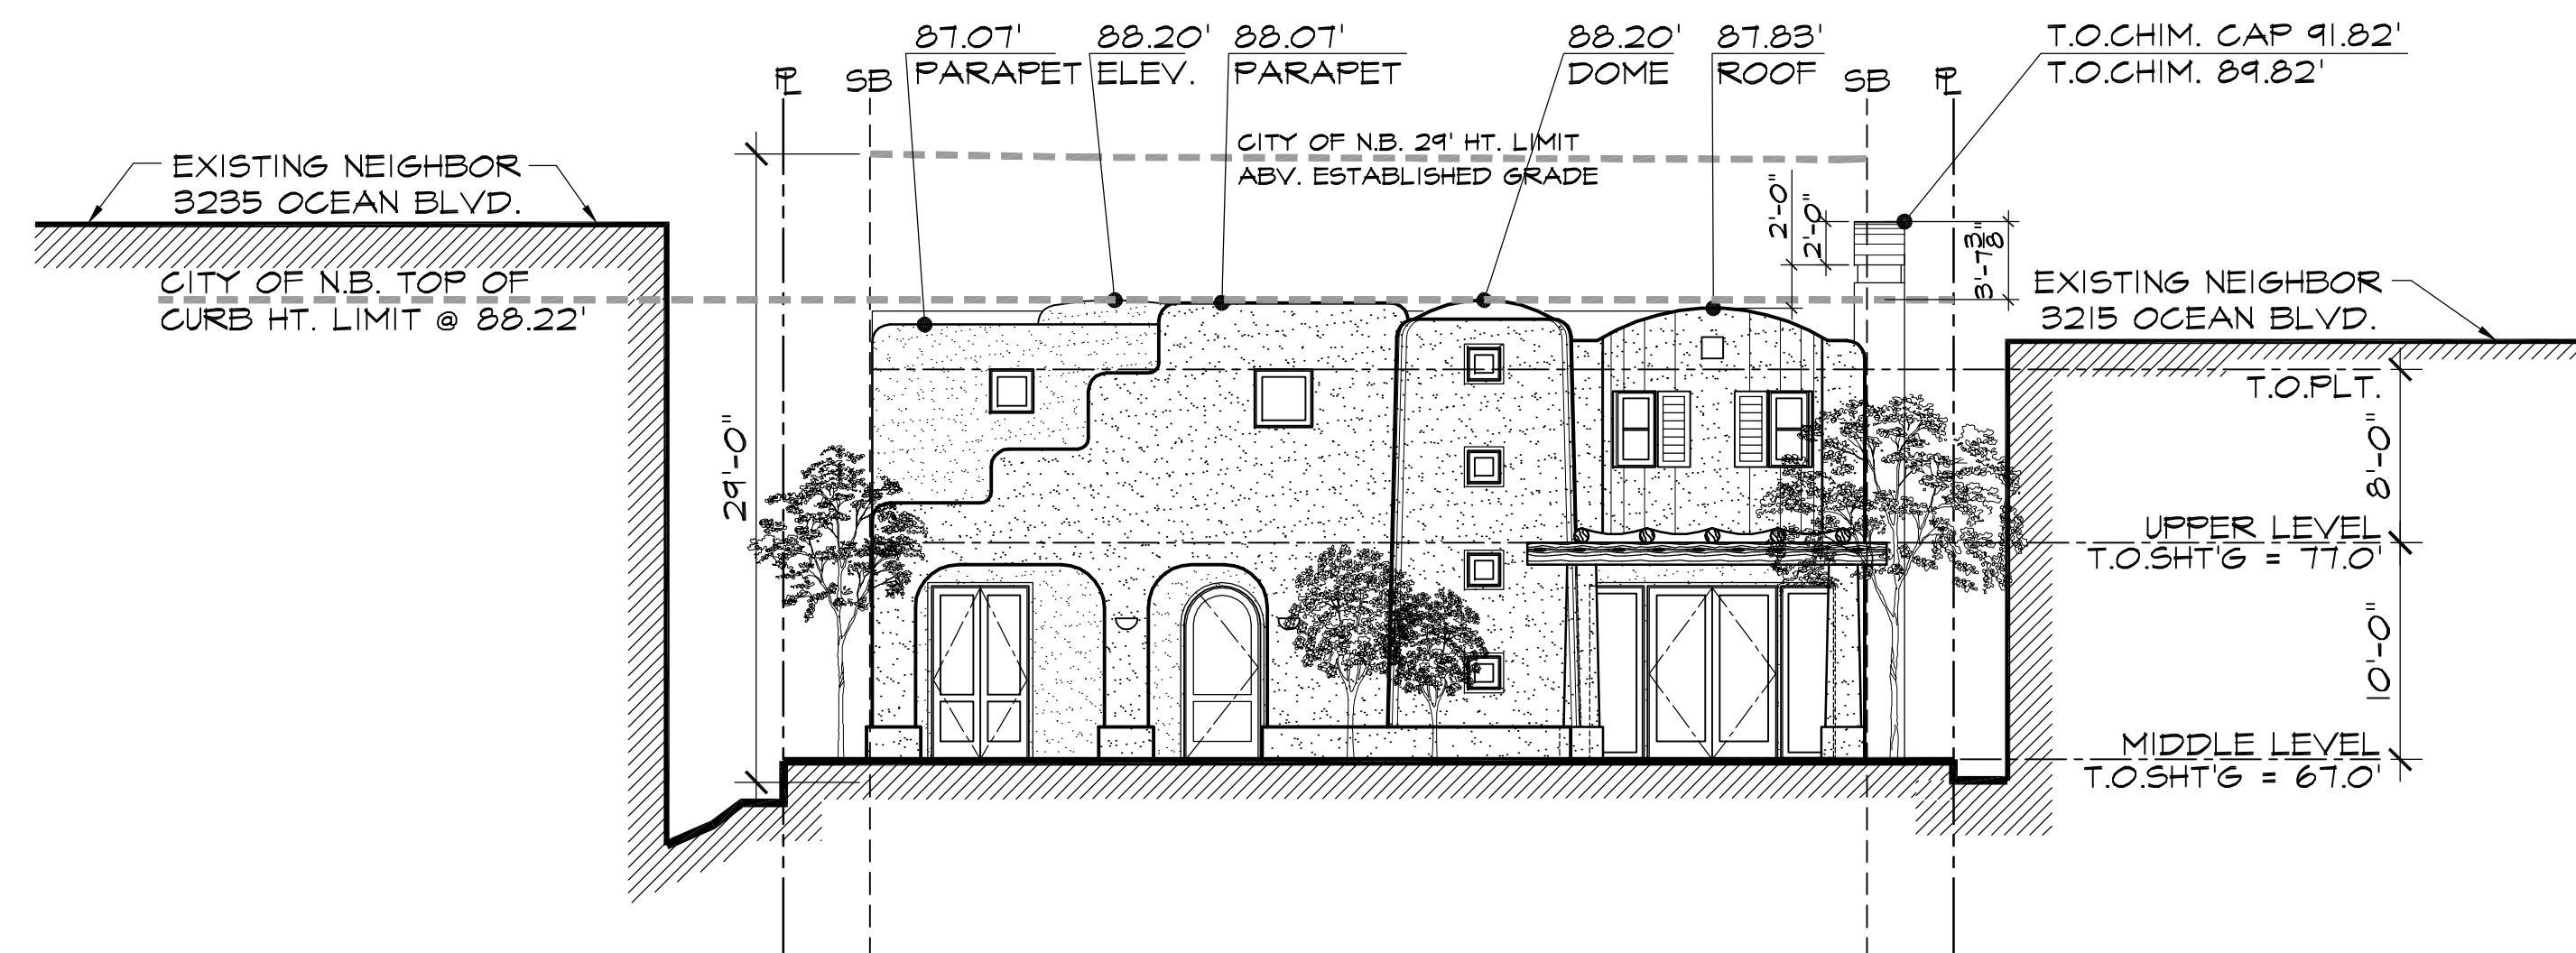 87.07'
PARAPET
88.20'
ELEV.
88.07'
PARAPET
88.20'
DOME
87.83'
ROOF
T.O.CHIM. CAP 91.82'
T.O.CHIM. 89.82'
PL
SB
SB
PL
CITY OF N.B. 29' HT. LIMIT
ABV. ESTABLISHED GRADE
EXISTING NEIGHBOR
3235 OCEAN BLVD.
2'-0"
2'-0"
3'-7 3/8"
CITY OF N.B. TOP OF
CURB HT. LIMIT @ 88.22'
EXISTING NEIGHBOR
3215 OCEAN BLVD.
T.O.PLT.
29'-0"
8'-0"
UPPER LEVEL
T.O.SHT'G = 77.0'
10'-0"
MIDDLE LEVEL
T.O.SHT'G = 67.0'